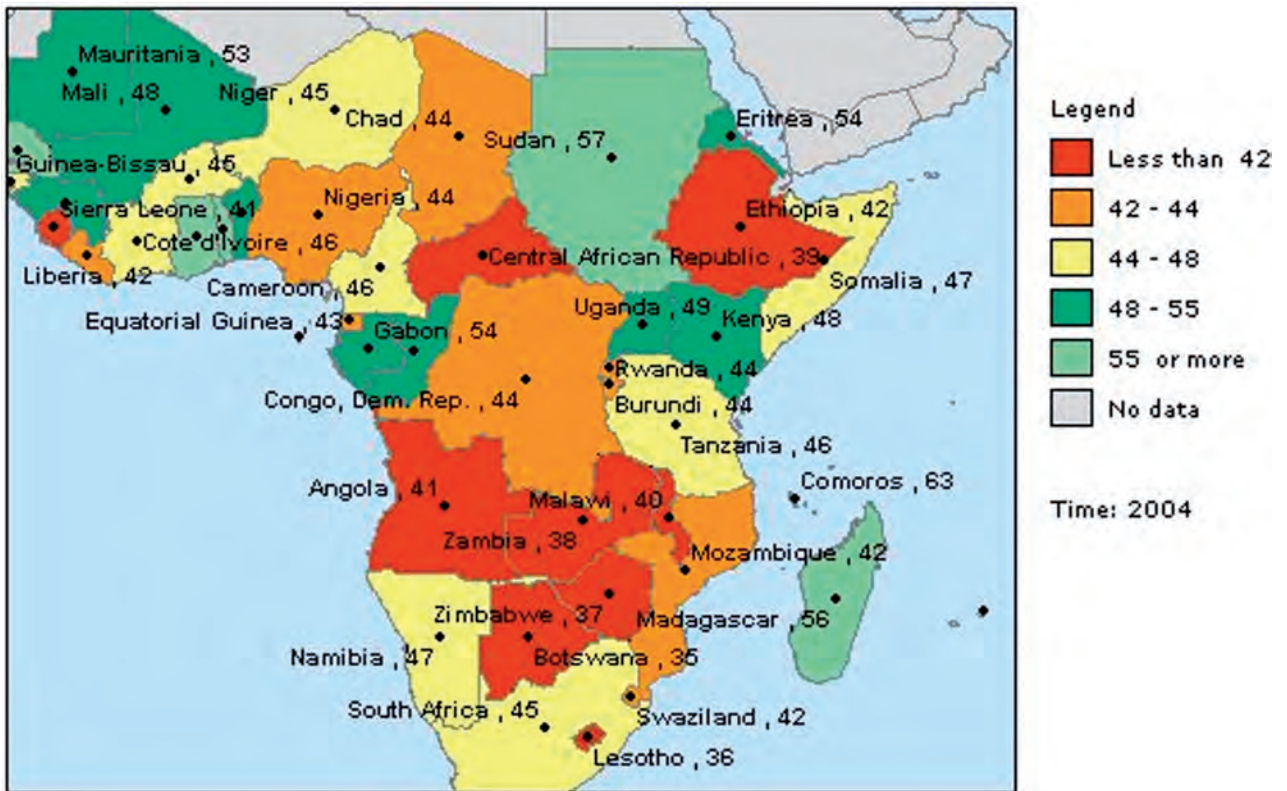 Mauritania , 53
Mali , 48
Niger , 45
Chad , 44
Sudan , 57
Eritrea , 54
Guinea-Bissau , 45
Nigeria , 44
Ethiopia , 42
Sierra Leone , 41
Cote d'Ivoire , 46
Central African Republic , 39
Liberia , 42
Cameroon , 46
Somalia , 47
Equatorial Guinea , 43
Gabon , 54
Uganda , 49
Kenya , 48
Rwanda , 44
Congo, Dem. Rep. , 44
Burundi , 44
Tanzania , 46
Angola , 41
Malawi , 40
Comoros , 63
Zambia , 38
Mozambique , 42
Zimbabwe , 37
Madagascar , 56
Namibia , 47
Botswana , 35
South Africa , 45
Swaziland , 42
Lesotho , 36
Legend
Less than 42
42 - 44
44 - 48
48 - 55
55 or more
No data
Time: 2004